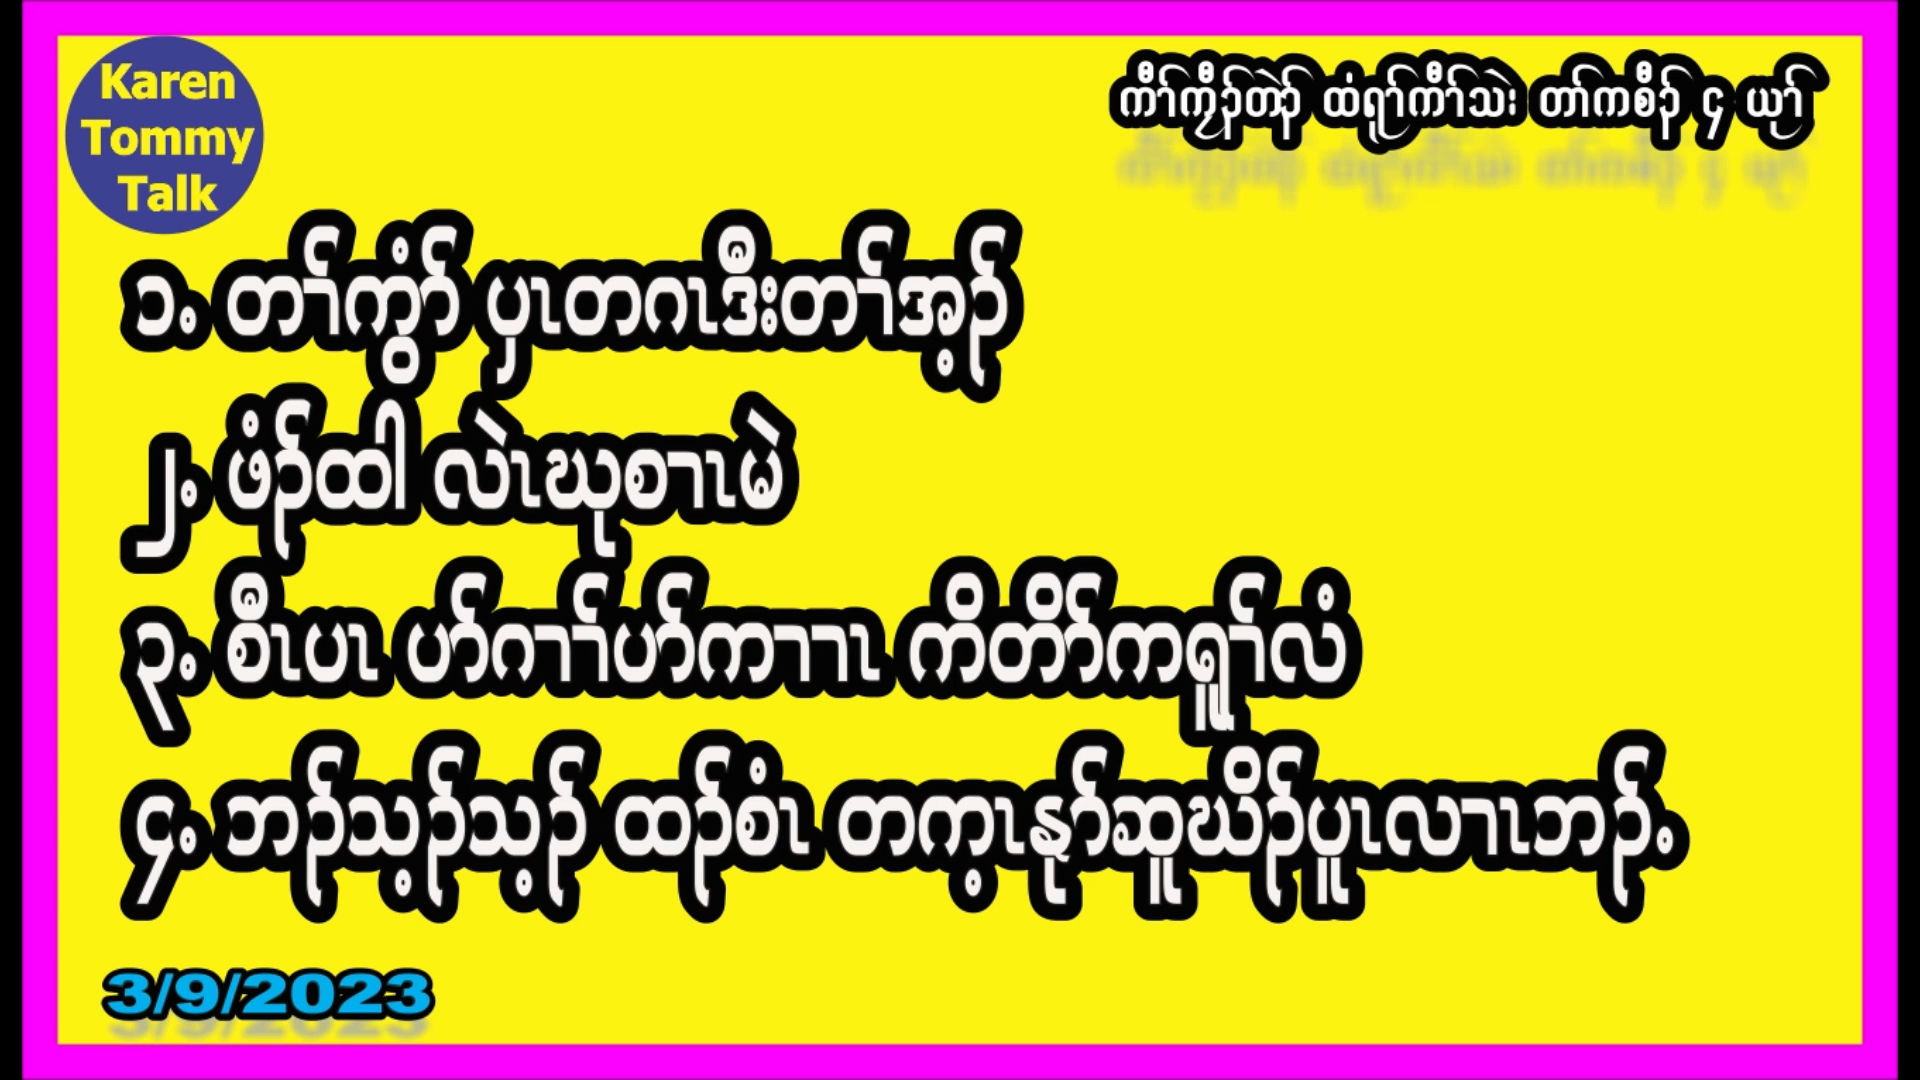 Karen
Tommy
Talk
ကီၢ်ကၠီၣ်တဲၣ် ထံရုၢ်ကီၢ်သဲး တၢ်ကစီၣ် ၄ ယုၢ်
၁. တၢ်ကွံာ် ပှၤတဂၤဒီးတၢ်အ့ၣ်
၂. ဖံၣ်ထါ လဲၤဃုစာၤမဲ
၃. စီၤပၤ ပာ်ဂၢၢ်ပာ်ကၢၤ ကီတိာ်ကရူၢ်လံ
၄. ဘၣ်သ့ၣ်သ့ၣ် ထၣ်စံၤ တကွၤနုာ်ဆူဃိၣ်ပူၤလၢၤဘၣ်.
3/9/2023